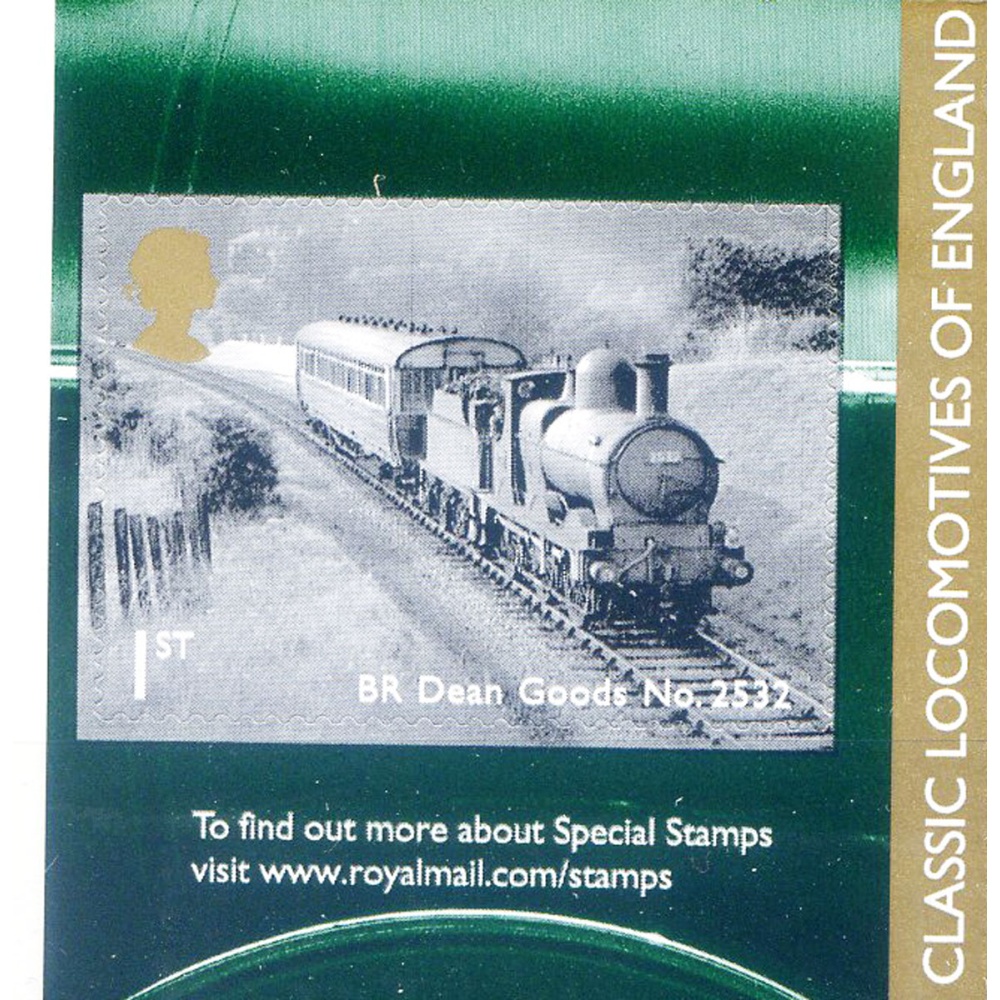 1ST
BR Dean Goods No. 2532
To find out more about Special Stamps
visit www.royalmail.com/stamps
CLASSIC LOCOMOTIVES OF ENGLAND